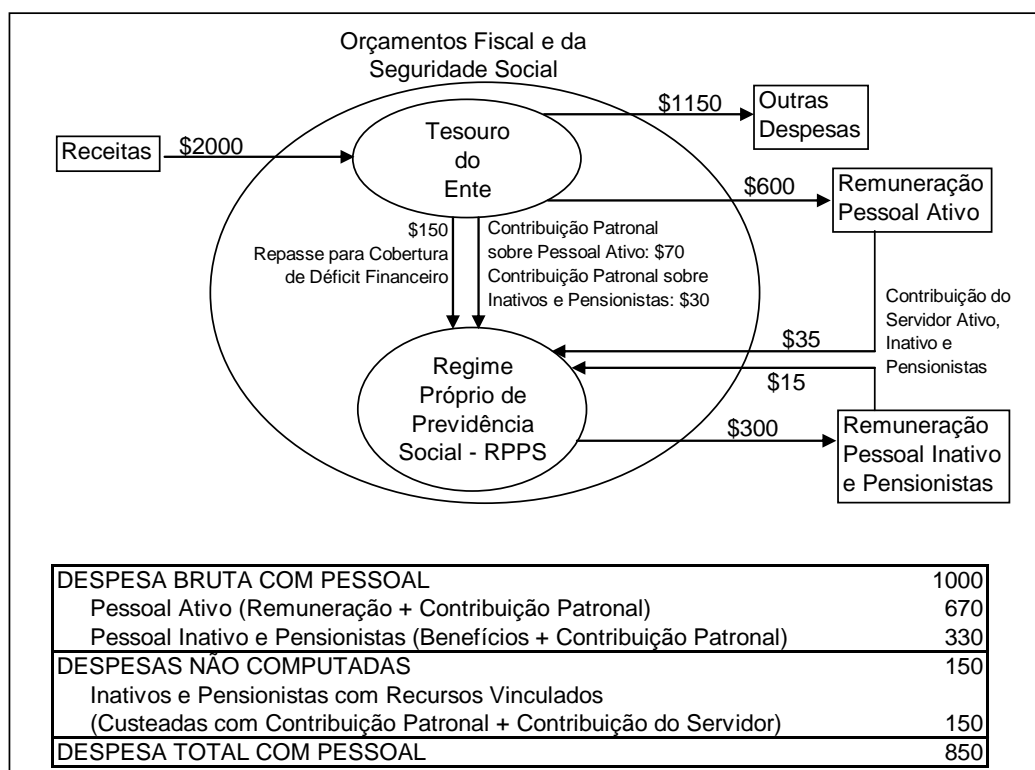 Orçamentos Fiscal e da
Seguridade Social
Receitas
$2000
Tesouro
do
Ente
$1150
Outras
Despesas
$600
Remuneração
Pessoal Ativo
$150
Repasse para Cobertura
de Déficit Financeiro
Contribuição Patronal
sobre Pessoal Ativo: $70
Contribuição Patronal sobre
Inativos e Pensionistas: $30
Contribuição do
Servidor Ativo,
Inativo e
Pensionistas
$35
$15
Regime
Próprio de
Previdência
Social - RPPS
$300
Remuneração
Pessoal Inativo
e Pensionistas
DESPESA BRUTA COM PESSOAL 1000
Pessoal Ativo (Remuneração + Contribuição Patronal) 670
Pessoal Inativo e Pensionistas (Benefícios + Contribuição Patronal) 330
DESPESAS NÃO COMPUTADAS 150
Inativos e Pensionistas com Recursos Vinculados
(Custeadas com Contribuição Patronal + Contribuição do Servidor) 150
DESPESA TOTAL COM PESSOAL 850